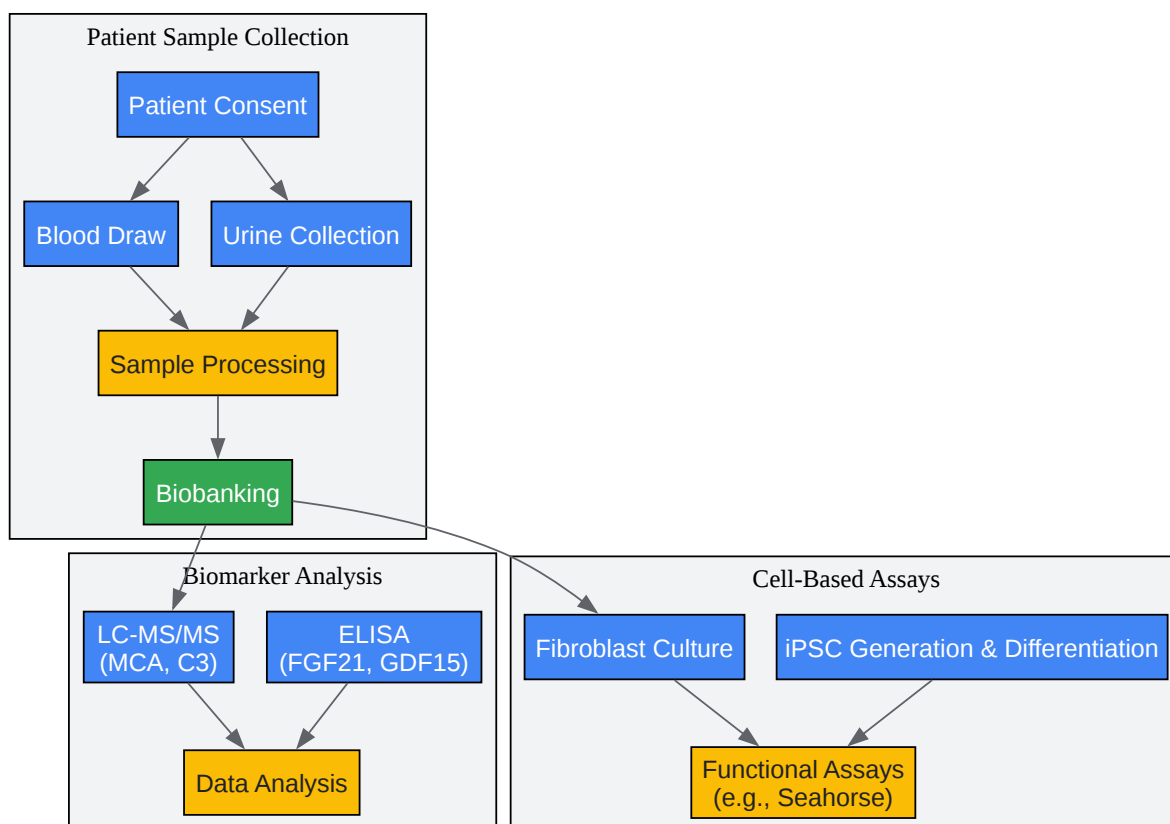 Patient Sample Collection
Patient Consent
Blood Draw
Urine Collection
Sample Processing
Biobanking
Biomarker Analysis
LC-MS/MS
(MCA, C3)
ELISA
(FGF21, GDF15)
Data Analysis
Cell-Based Assays
Fibroblast Culture
iPSC Generation & Differentiation
Functional Assays
(e.g., Seahorse)